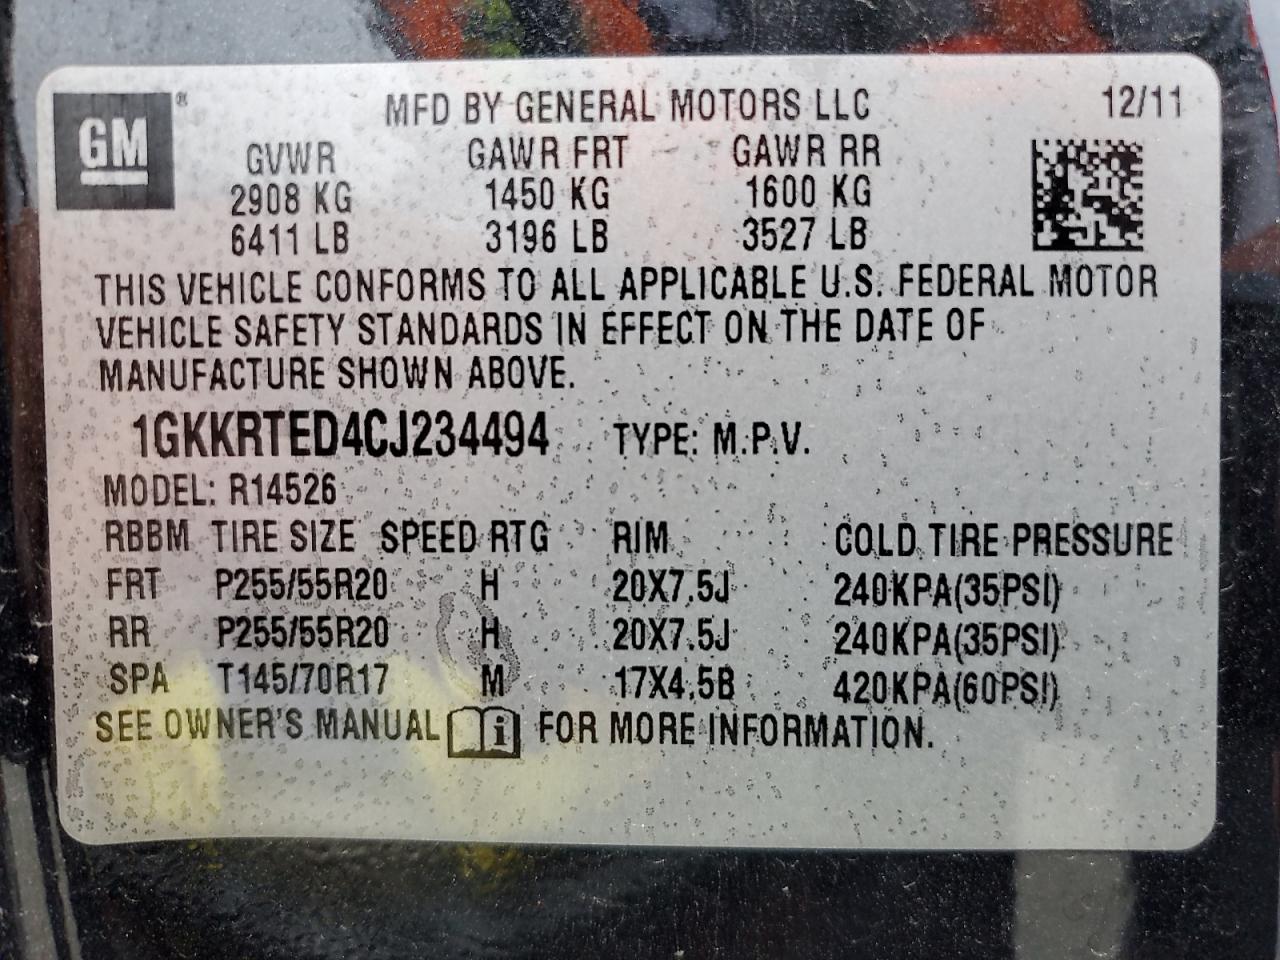 GM®
MFD BY GENERAL MOTORS LLC 12/11
GVWR GAWR FRT GAWR RR
2908 KG 1450 KG 1600 KG
6411 LB 3196 LB 3527 LB
THIS VEHICLE CONFORMS TO ALL APPLICABLE U.S. FEDERAL MOTOR
VEHICLE SAFETY STANDARDS IN EFFECT ON THE DATE OF
MANUFACTURE SHOWN ABOVE.
1GKKRTED4CJ234494 TYPE: M.P.V.
MODEL: R14526
RBBM TIRE SIZE SPEED RTG RIM COLD TIRE PRESSURE
FRT P255/55R20 H 20X7.5J 240KPA(35PSI)
RR P255/55R20 H 20X7.5J 240KPA(35PSI)
SPA T145/70R17 M 17X4.5B 420KPA(60PSI)
SEE OWNER'S MANUAL i FOR MORE INFORMATION.